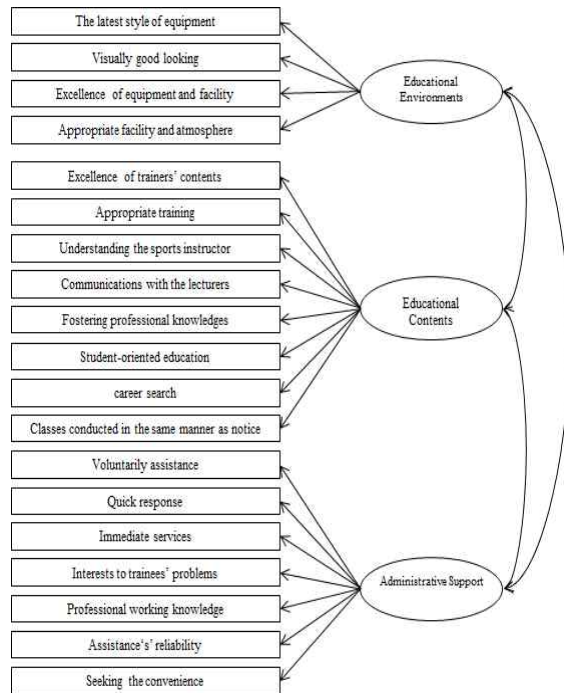 The latest style of equipment
Visually good looking
Excellence of equipment and facility
Appropriate facility and atmosphere
Educational
Environments
Excellence of trainers' contents
Appropriate training
Understanding the sports instructor
Communications with the lecturers
Fostering professional knowledges
Student-oriented education
career search
Classes conducted in the same manner as notice
Educational
Contents
Voluntarily assistance
Quick response
Immediate services
Interests to trainees' problems
Professional working knowledge
Assistance's' reliability
Seeking the convenience
Administrative Support